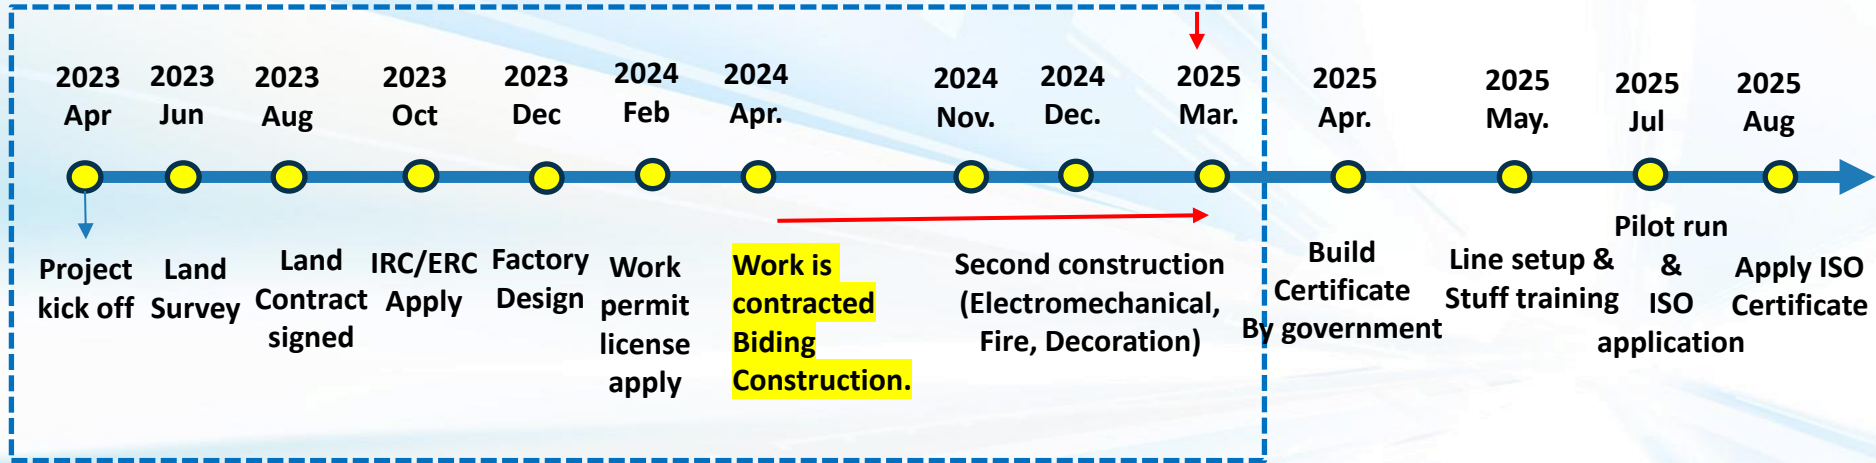 2023
Apr
2023
Jun
2023
Aug
2023
Oct
2023
Dec
2024
Feb
2024
Apr.
2024
Nov.
2024
Dec.
2025
Mar.
2025
Apr.
2025
May.
2025
Jul
2025
Aug
Project
kick off
Land
Survey
Land
Contract
signed
IRC/ERC
Apply
Factory
Design
Work
permit
license
apply
Work is
contracted
Biding
Construction.
Second construction
(Electromechanical,
Fire, Decoration)
Build
Certificate
By government
Line setup &
Stuff training
Pilot run
&
ISO
application
Apply ISO
Certificate